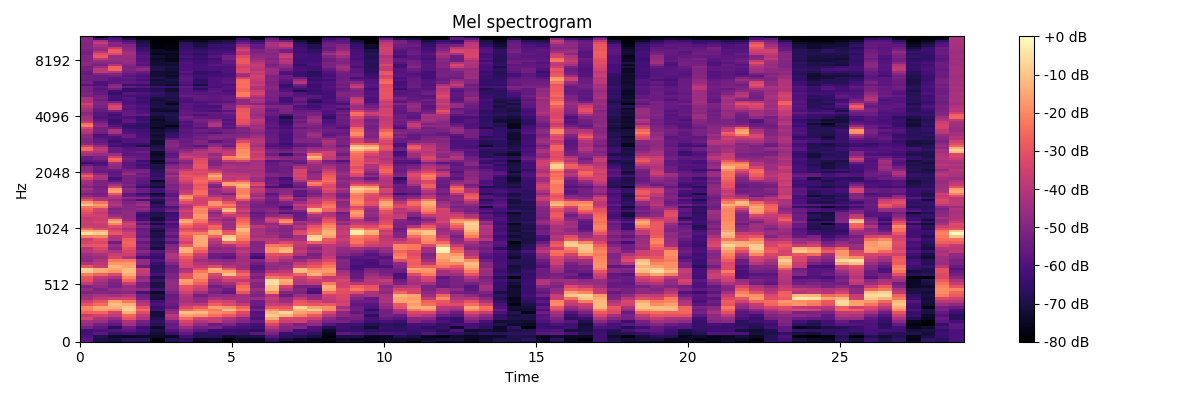 Mel spectrogram
8192
4096
2048
1024
512
0
Hz
0 5 10 15 20 25
Time
+0 dB
-10 dB
-20 dB
-30 dB
-40 dB
-50 dB
-60 dB
-70 dB
-80 dB